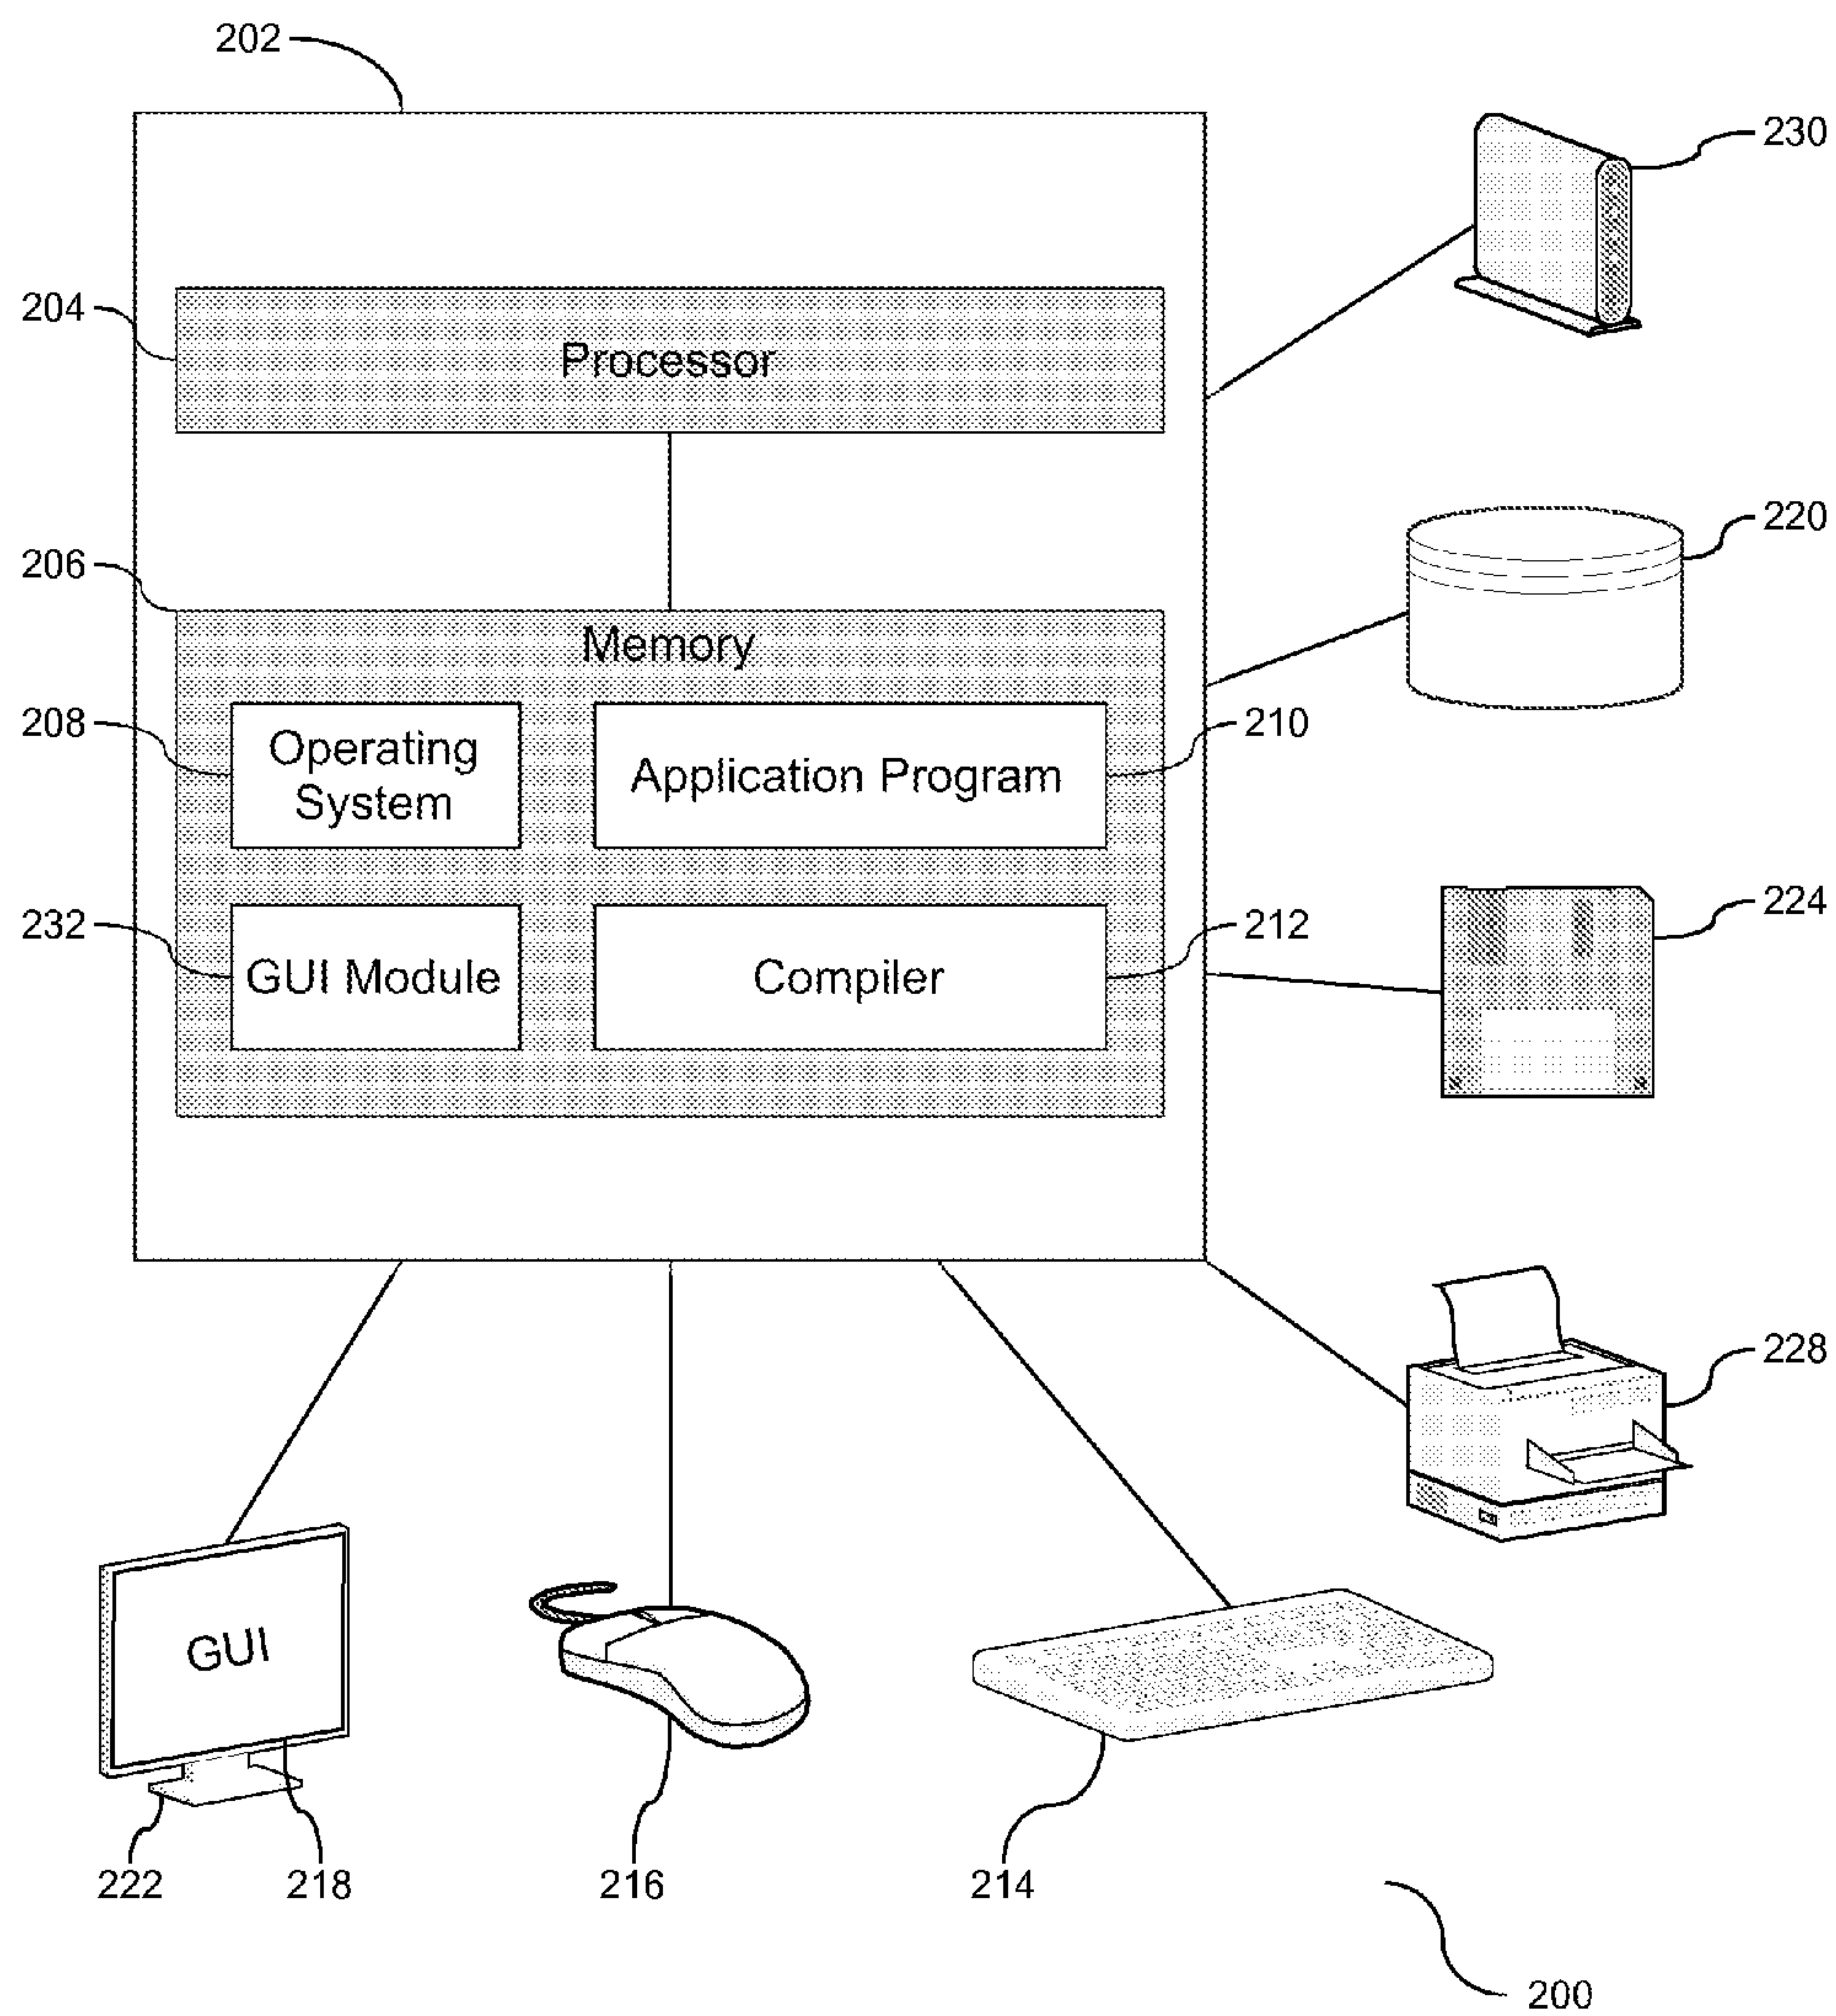 202
230
204
Processor
220
206
Memory
208
Operating
System
Application Program
210
224
232
GUI Module
Compiler
212
228
GUI
222
218
216
214
200